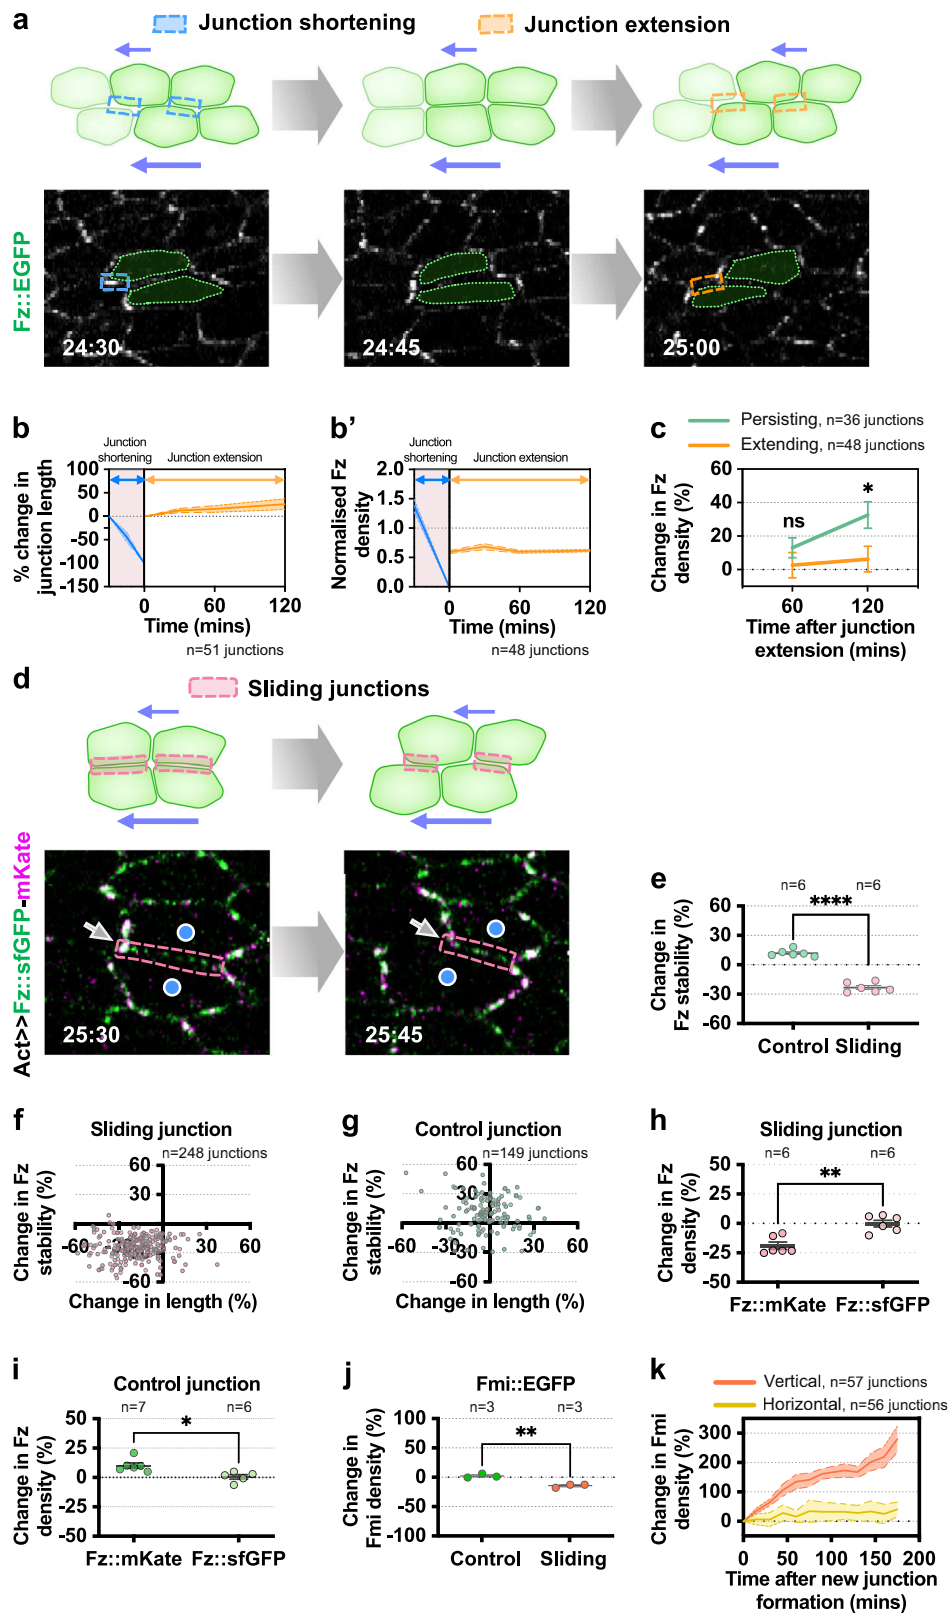 a
Junction shortening
Junction extension
Fz::EGFP
24:30
24:45
25:00
b
Junction shortening
Junction extension
% change in junction length
100
50
0
-50
-100
-150
0
60
120
Time (mins)
n=51 junctions
b'
Junction shortening
Junction extension
Normalised Fz density
2.0
1.5
1.0
0.5
0.0
0
60
120
Time (mins)
n=48 junctions
c
Persisting, n=36 junctions
Extending, n=48 junctions
Change in Fz density (%)
60
40
20
0
ns
*
60
120
Time after junction extension (mins)
d
Sliding junctions
Act>>Fz::sfGFP-mKate
25:30
25:45
e
n=6
n=6
****
Change in Fz stability (%)
60
30
0
-30
-60
Control
Sliding
f
Sliding junction
n=248 junctions
Change in Fz stability (%)
60
30
-60
-30
30
60
-60
Change in length (%)
g
Control junction
n=149 junctions
Change in Fz stability (%)
60
30
-60
-30
30
60
-30
-60
Change in length (%)
h
Sliding junction
n=6
n=6
**
Change in Fz density (%)
50
25
0
-25
-50
Fz::mKate
Fz::sfGFP
i
Control junction
n=7
n=6
*
Change in Fz density (%)
50
25
0
-25
-50
Fz::mKate
Fz::sfGFP
j
Fmi::EGFP
n=3
n=3
**
Change in Fmi density (%)
100
50
0
-50
-100
Control
Sliding
k
Vertical, n=57 junctions
Horizontal, n=56 junctions
Change in Fmi density (%)
300
200
100
0
0
50
100
150
200
Time after new junction formation (mins)